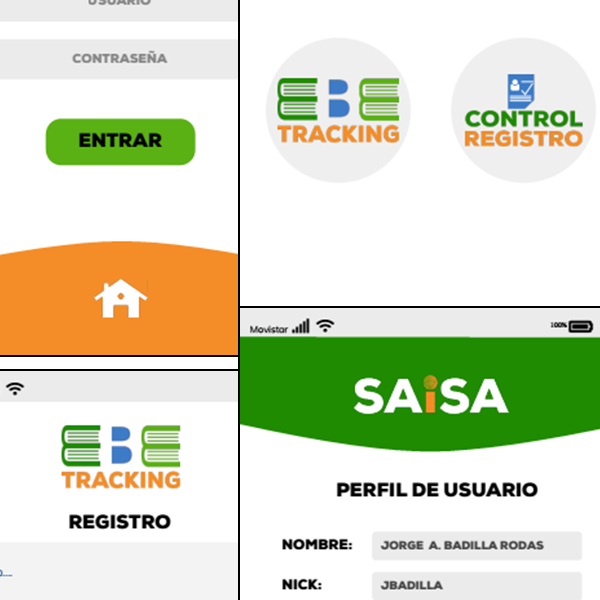 USUARIO
CONTRASEÑA
ENTRAR
EBE
TRACKING
CONTROL
REGISTRO
EBE
TRACKING
REGISTRO
Movistar
100%
SAiSA
PERFIL DE USUARIO
NOMBRE: JORGE A. BADILLA RODAS
NICK: JBADILLA